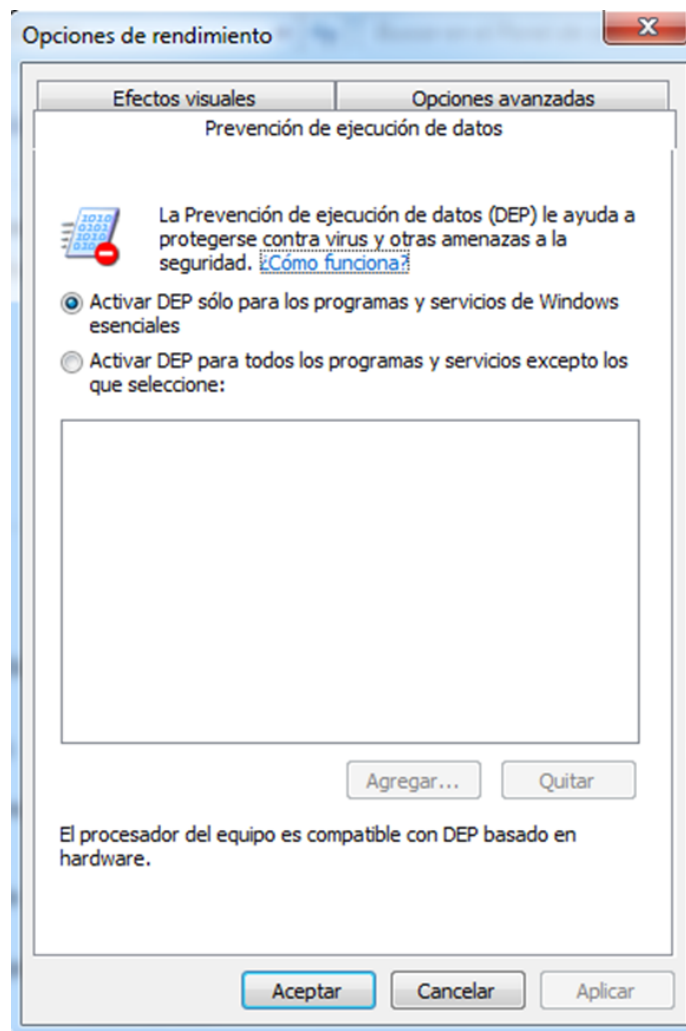 Opciones de rendimiento
Efectos visuales
Opciones avanzadas
Prevención de ejecución de datos
La Prevención de ejecución de datos (DEP) le ayuda a
protegerse contra virus y otras amenazas a la
seguridad. ¿Cómo funciona?
Activar DEP sólo para los programas y servicios de Windows
esenciales
Activar DEP para todos los programas y servicios excepto los
que seleccione:
Agregar...
Quitar
El procesador del equipo es compatible con DEP basado en
hardware.
Aceptar
Cancelar
Aplicar